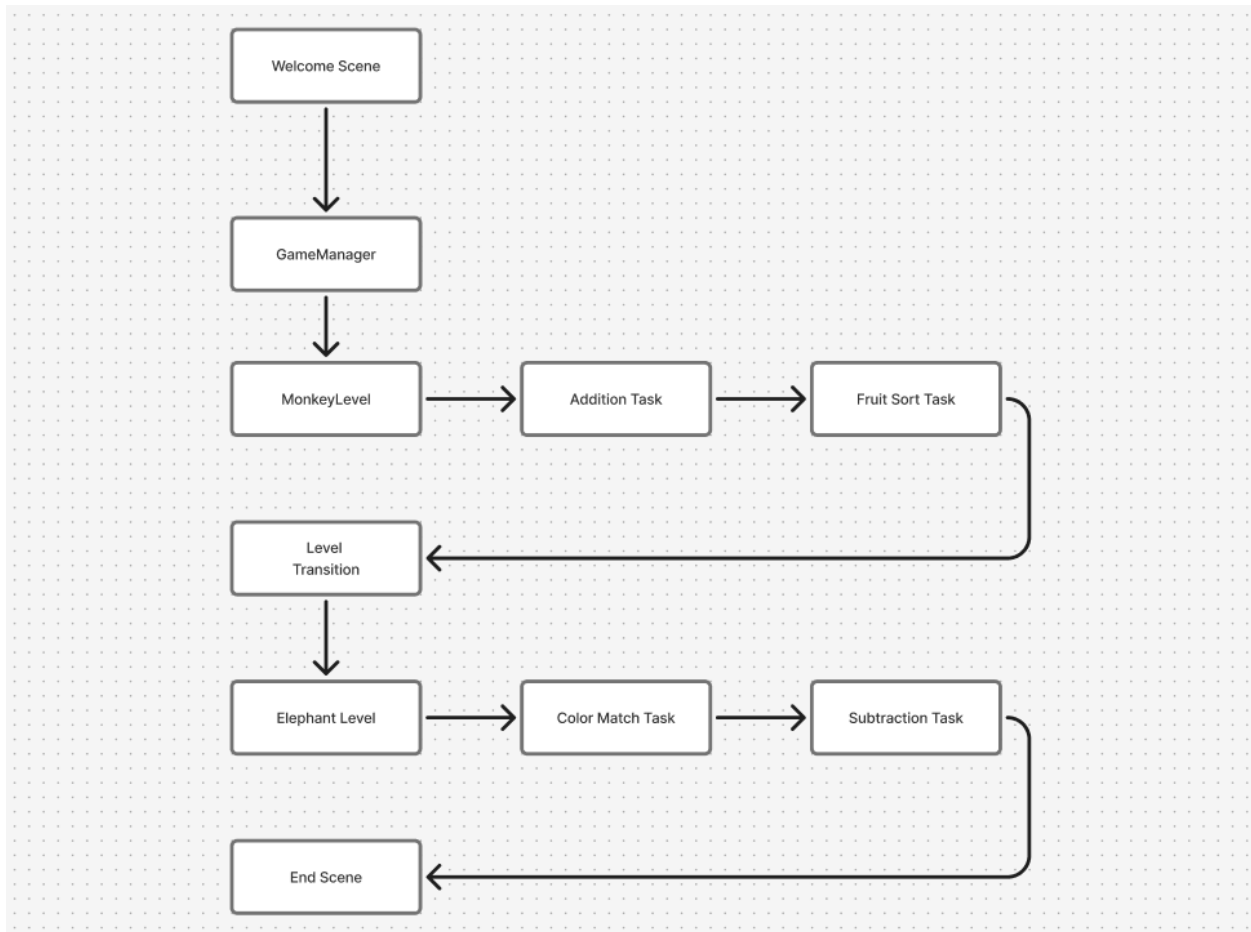 Welcome Scene
GameManager
MonkeyLevel
Addition Task
Fruit Sort Task
Level
Transition
Elephant Level
Color Match Task
Subtraction Task
End Scene